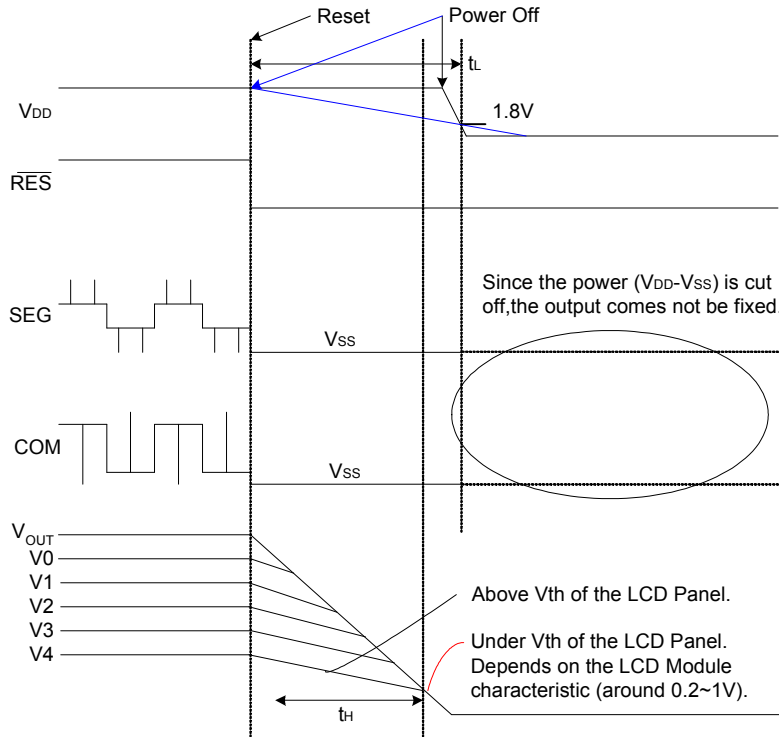 Reset
Power Off
tL
VDD
1.8V
RES
Since the power (VDD-VSS) is cut
off,the output comes not be fixed.
SEG
VSS
COM
VSS
VOUT
V0
V1
V2
V3
V4
Above Vth of the LCD Panel.
Under Vth of the LCD Panel.
Depends on the LCD Module
characteristic (around 0.2~1V).
tH